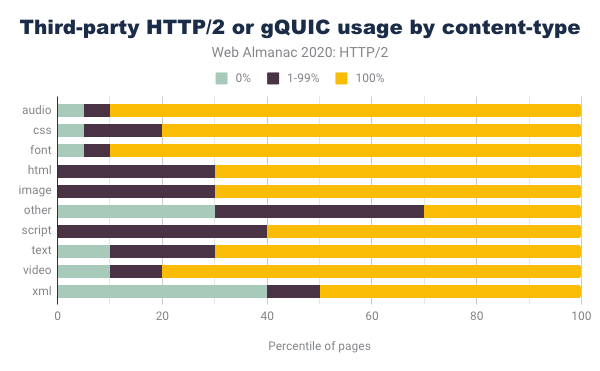 Third-party HTTP/2 or gQUIC usage by content-type
Web Almanac 2020: HTTP/2
0% 1-99% 100%
audio
css
font
html
image
other
script
text
video
xml
0 20 40 60 80 100
Percentile of pages